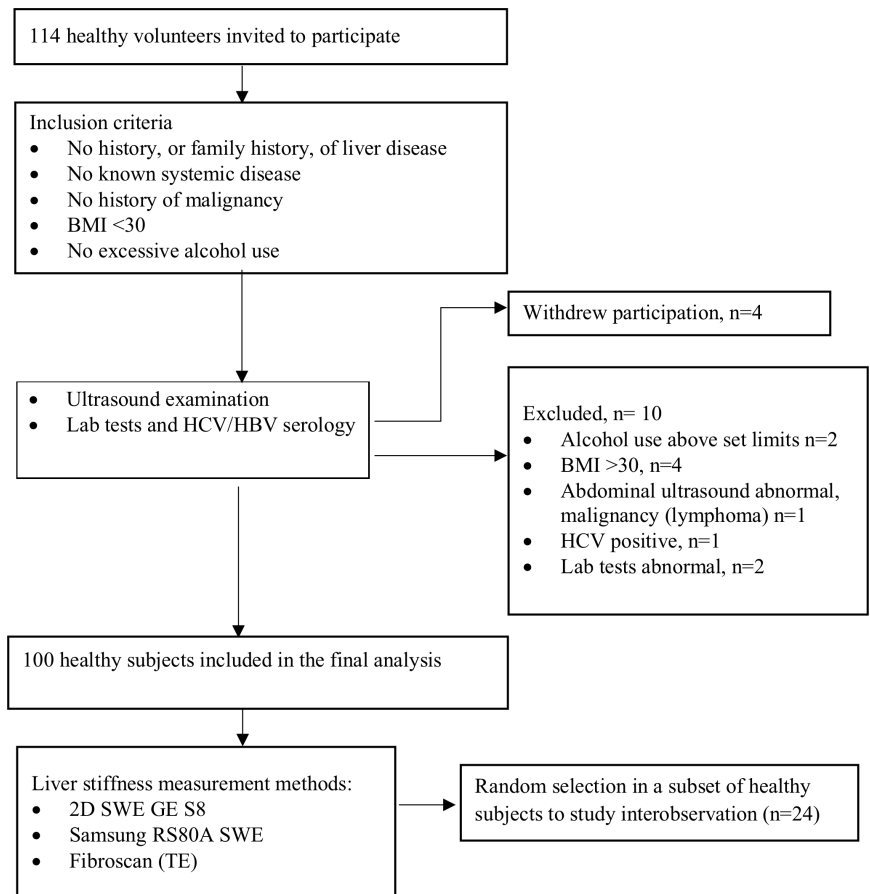 114 healthy volunteers invited to participate
Inclusion criteria
• No history, or family history, of liver disease
• No known systemic disease
• No history of malignancy
• BMI <30
• No excessive alcohol use
Withdrew participation, n=4
• Ultrasound examination
• Lab tests and HCV/HBV serology
Excluded, n= 10
• Alcohol use above set limits n=2
• BMI >30, n=4
• Abdominal ultrasound abnormal,
malignancy (lymphoma) n=1
• HCV positive, n=1
• Lab tests abnormal, n=2
100 healthy subjects included in the final analysis
Liver stiffness measurement methods:
• 2D SWE GE S8
• Samsung RS80A SWE
• Fibroscan (TE)
Random selection in a subset of healthy
subjects to study interobservation (n=24)